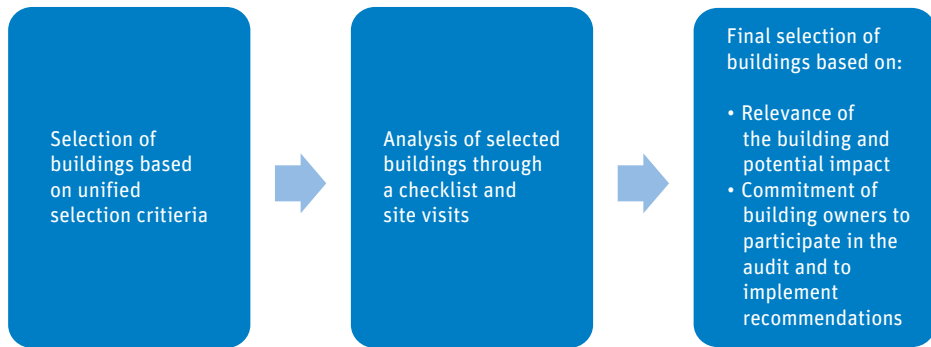 Selection of
buildings based
on unified
selection critieria
Analysis of selected
buildings through
a checklist and
site visits
Final selection of
buildings based on:
• Relevance of
the building and
potential impact
• Commitment of
building owners to
participate in the
audit and to
implement
recommendations